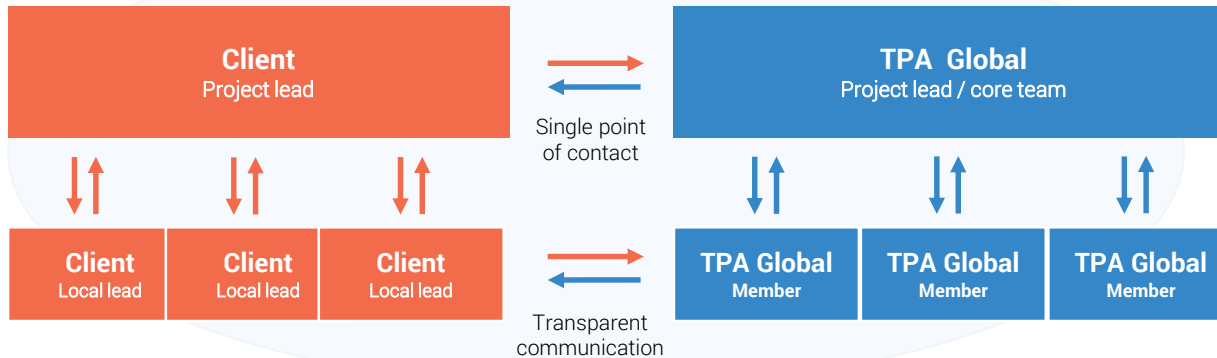 Client
Project lead
TPA Global
Project lead / core team
Single point
of contact
Client
Local lead
Client
Local lead
Client
Local lead
TPA Global
Member
TPA Global
Member
TPA Global
Member
Transparent
communication